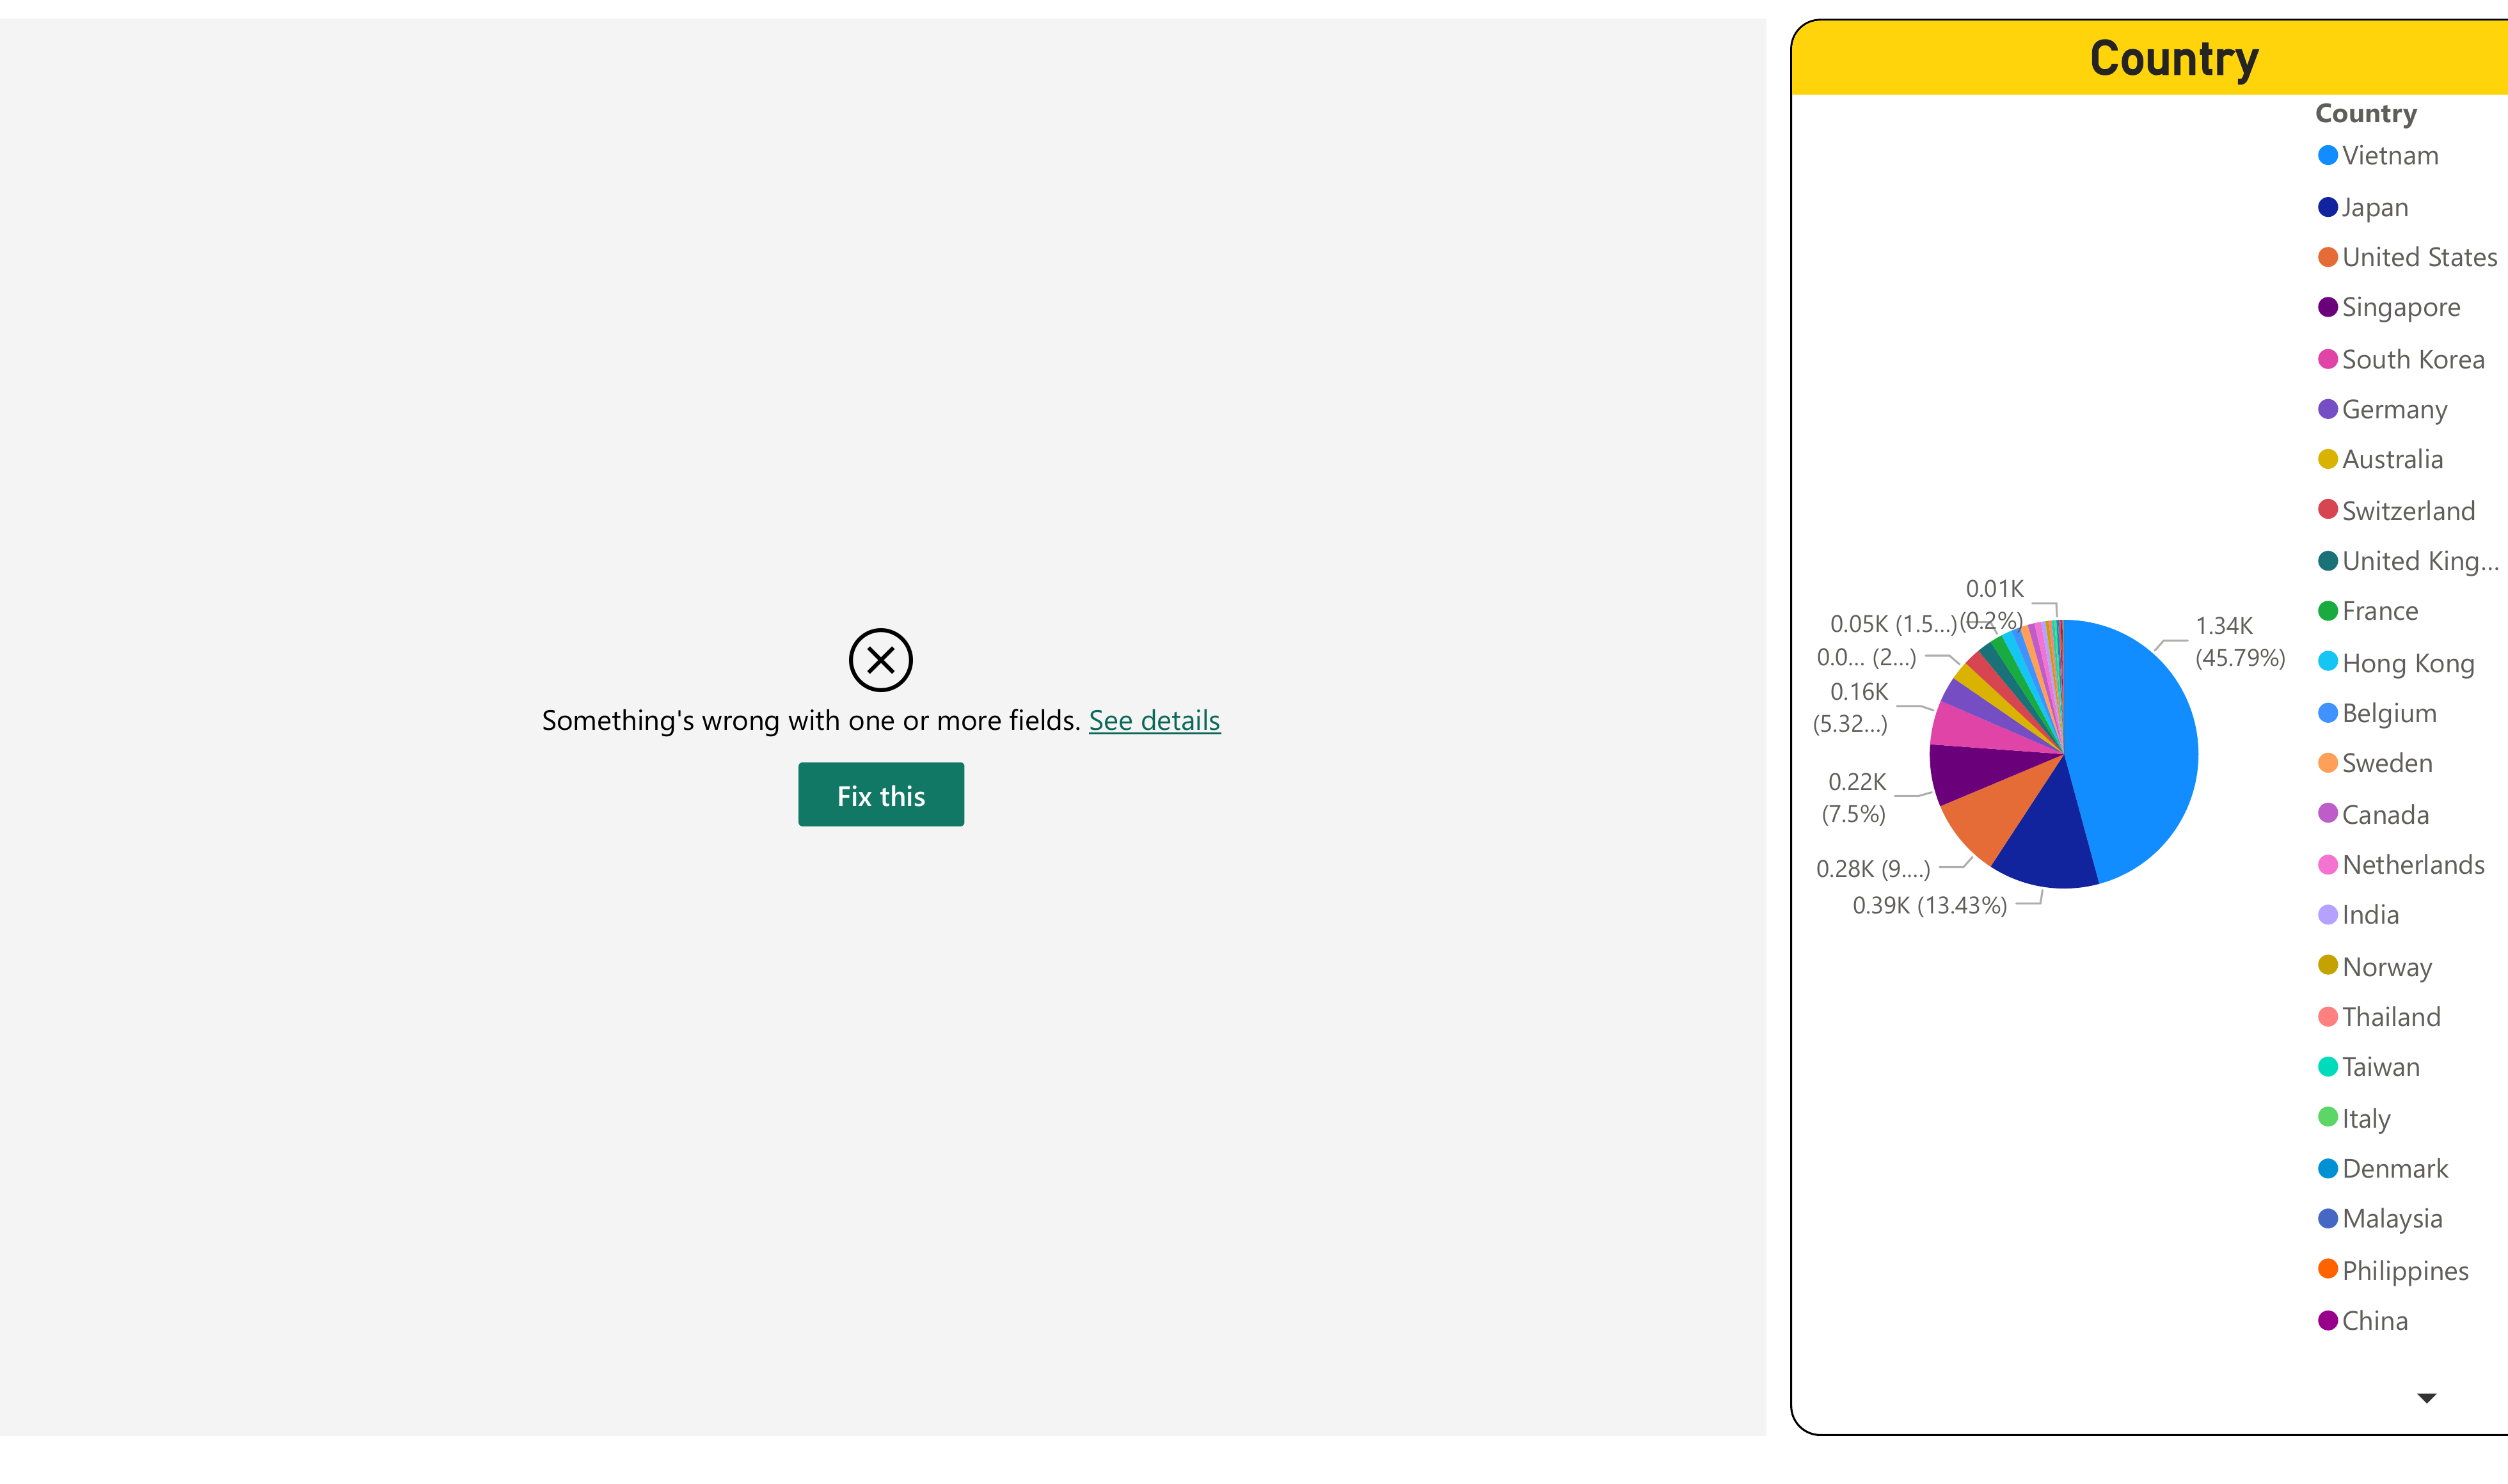 Something's wrong with one or more fields. See details
Fix this
Country
Country
Vietnam
Japan
United States
Singapore
South Korea
Germany
Australia
Switzerland
United King...
France
Hong Kong
Belgium
Sweden
Canada
Netherlands
India
Norway
Thailand
Taiwan
Italy
Denmark
Malaysia
Philippines
China
0.01K
(0.2%)
0.05K (1.5...)
0.0... (2...)
0.16K
(5.32...)
0.22K
(7.5%)
0.28K (9....)
0.39K (13.43%)
1.34K
(45.79%)